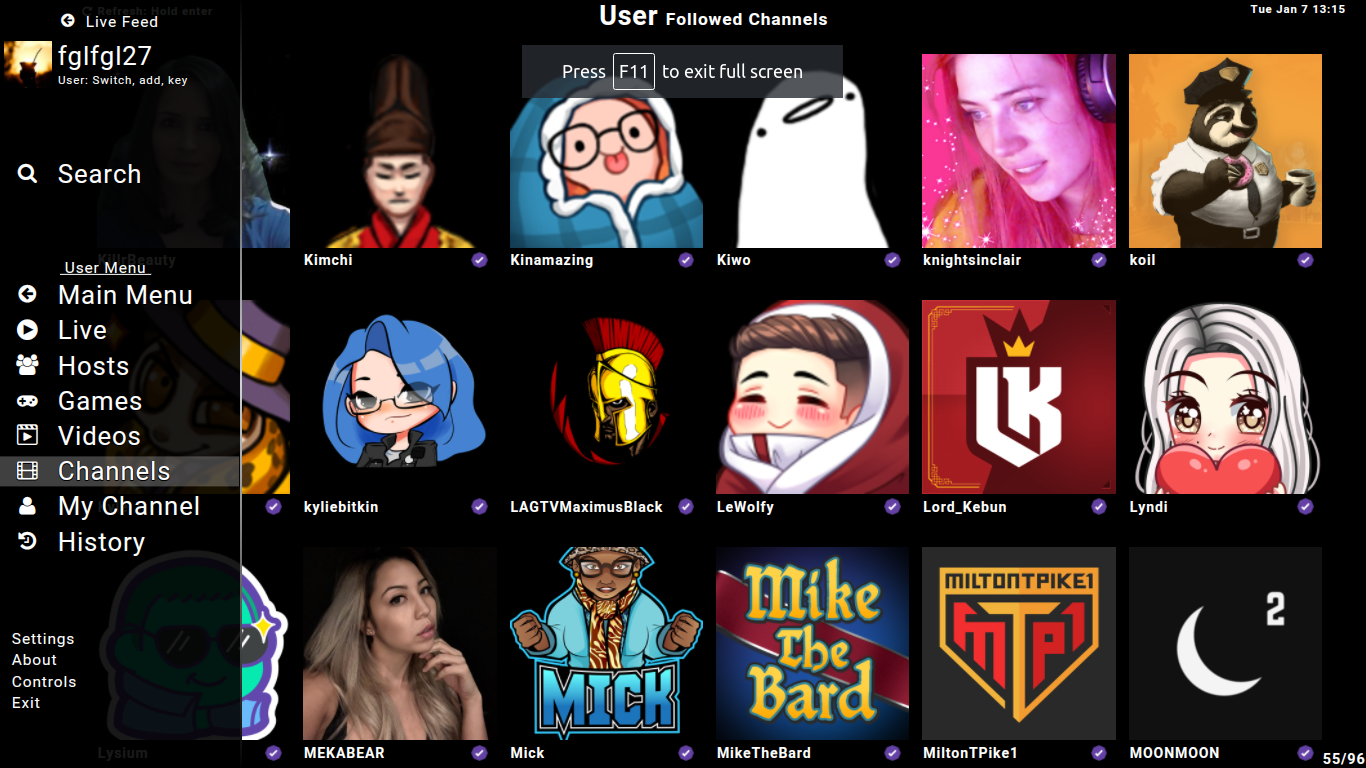 Refresh: Hold enter
Live Feed
User Followed Channels
Tue Jan 7 13:15
fglfgl27
User: Switch, add, key
Press F11 to exit full screen
Search
KillrBeauty
Kimchi
Kinamazing
Kiwo
knightsinclair
koil
User Menu
Main Menu
Live
Hosts
Games
Videos
Channels
My Channel
History
LK
kyliebitkin
LAGTVMaximusBlack
LeWolfy
Lord_Kebun
Lyndi
Settings
About
Controls
Exit
MICK
Mike
The
Bard
MILTONTPIKE1
MTP1
2
Lysium
MEKABEAR
Mick
MikeTheBard
MiltonTPike1
MOONMOON
55/96